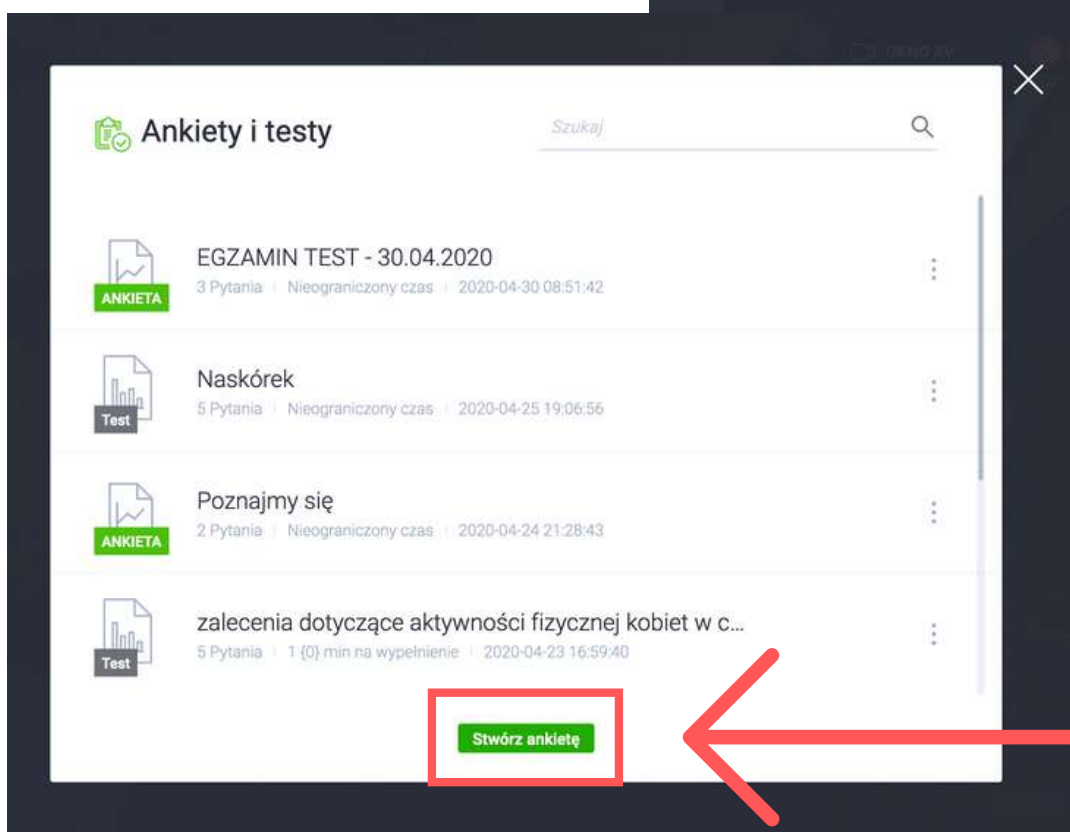 Ankiety i testy
Szukaj
EGZAMIN TEST - 30.04.2020
3 Pytania Nieograniczony czas 2020-04-30 08:51:42
ANKIETA
Naskórek
5 Pytania Nieograniczony czas 2020-04-25 19:06:56
Test
Poznajmy się
2 Pytania Nieograniczony czas 2020-04-24 21:28:43
ANKIETA
zalecenia dotyczące aktywności fizycznej kobiet w c...
5 Pytania 1 {0} min na wypełnienie 2020-04-23 16:59:40
Test
Stwórz ankietę